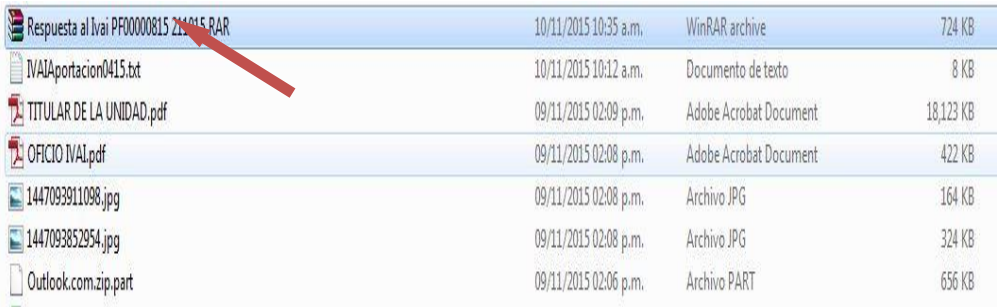 Respuesta al Ivai PF00000815 211015.RAR 10/11/2015 10:35 a.m. WinRAR archive 724 KB
IVAIAportacion0415.txt 10/11/2015 10:12 a.m. Documento de texto 8 KB
TITULAR DE LA UNIDAD.pdf 09/11/2015 02:09 p.m. Adobe Acrobat Document 18,123 KB
OFICIO IVAI.pdf 09/11/2015 02:08 p.m. Adobe Acrobat Document 422 KB
1447093911098.jpg 09/11/2015 02:08 p.m. Archivo JPG 164 KB
1447093852954.jpg 09/11/2015 02:08 p.m. Archivo JPG 324 KB
Outlook.com.zip.part 09/11/2015 02:06 p.m. Archivo PART 656 KB